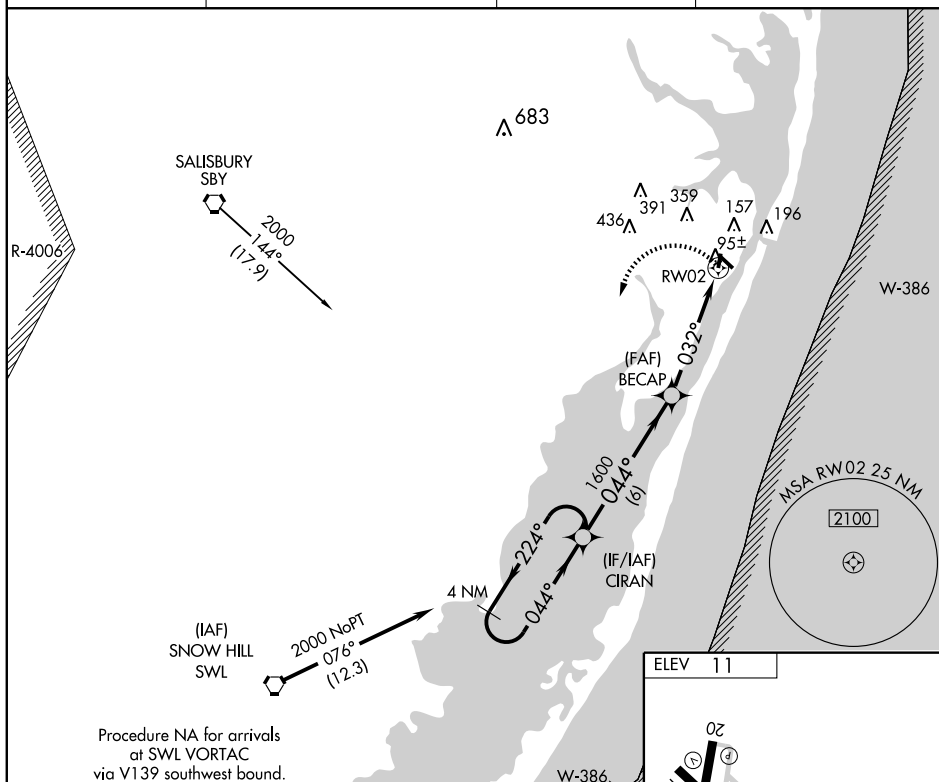 683
SALISBURY
SBY
2000
144°
(17.9)
R-4006
391
359
436
157
196
95±
RW02
W-386
032°
(FAF)
BECAP
1600
044°
(6)
MSA RW02 25 NM
2100
224°
(IF/IAF)
CIRAN
4 NM
044°
(IAF)
SNOW HILL
SWL
2000 NoPT
076°
(12.3)
ELEV 11
20
V
P
Procedure NA for arrivals
at SWL VORTAC
via V139 southwest bound.
W-386